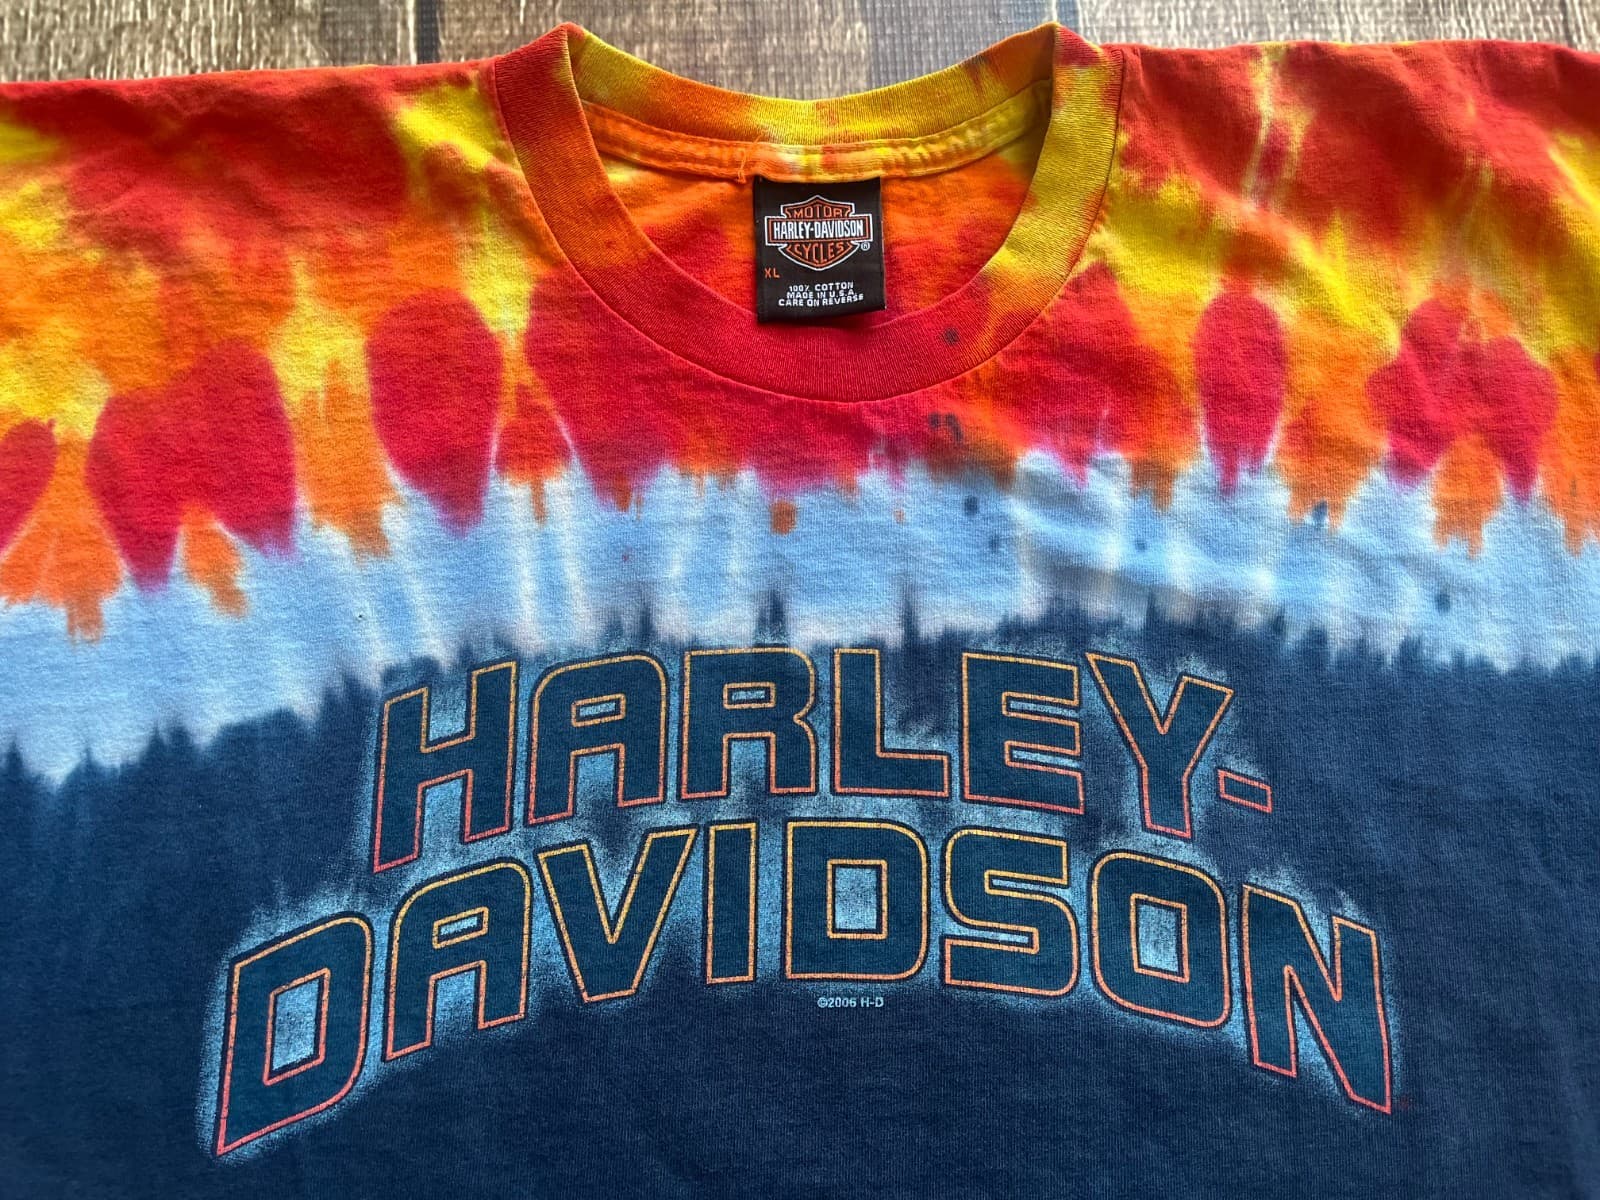 MOTOR
HARLEY-DAVIDSON
CYCLES ®
XL
100% COTTON
MADE IN U.S.A.
CARE ON REVERSE
HARLEY-
DAVIDSON
©2006 H-D